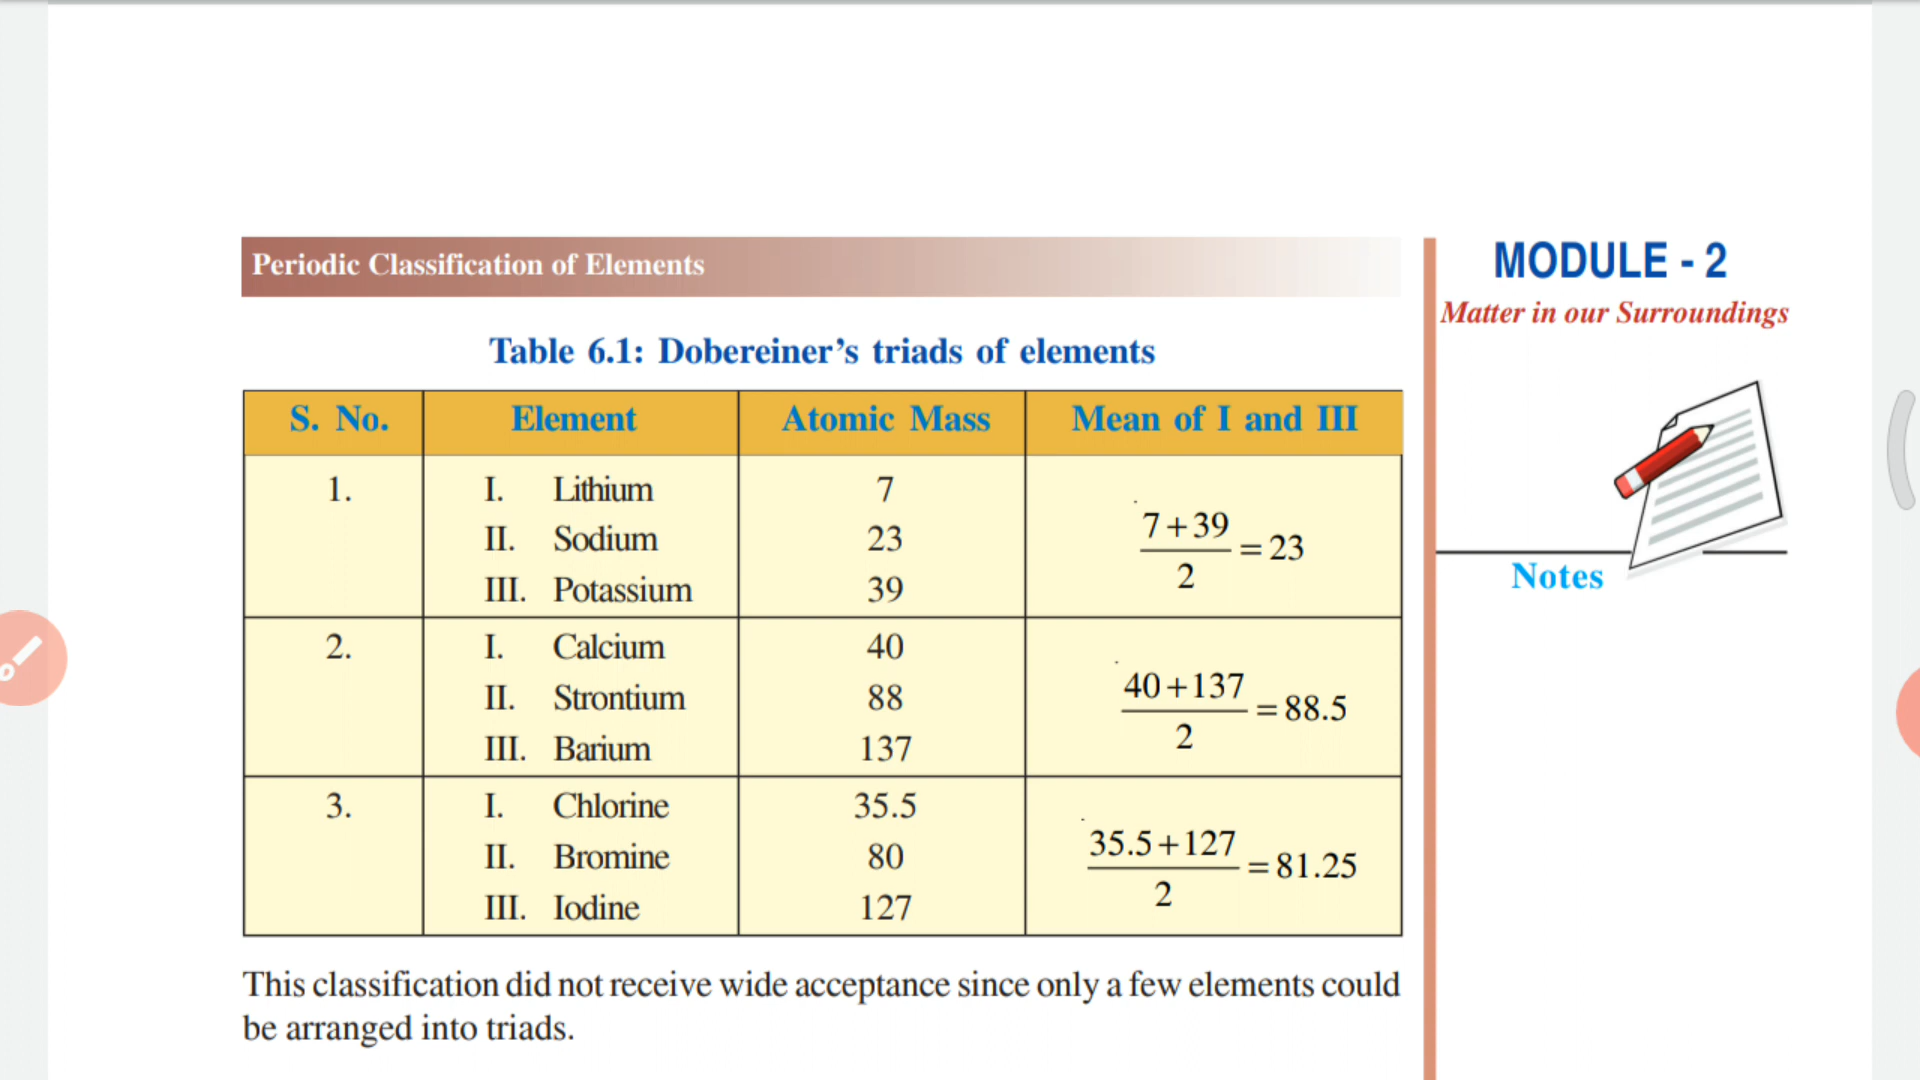 Periodic Classification of Elements
MODULE - 2
Matter in our Surroundings
Notes
Table 6.1: Dobereiner’s triads of elements
S. No. Element Atomic Mass Mean of I and III
1. I. Lithium 7
II. Sodium 23
III. Potassium 39
7+39
2
=23
2. I. Calcium 40
II. Strontium 88
III. Barium 137
40+137
2
=88.5
3. I. Chlorine 35.5
II. Bromine 80
III. Iodine 127
35.5+127
2
=81.25
This classification did not receive wide acceptance since only a few elements could
be arranged into triads.